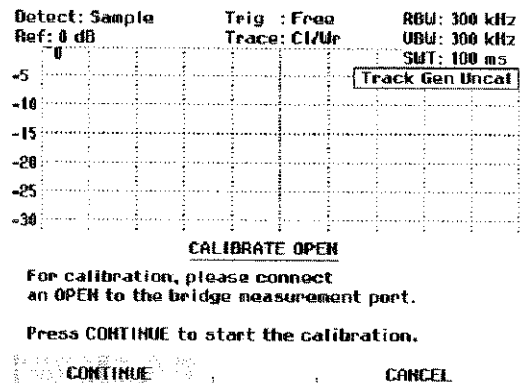 Detect: Sample Trig : Free RBW: 300 kHz
Ref: 0 dB Trace: Cl/Wr VBW: 300 kHz
0 SWT: 100 ms
-5 Track Gen Uncal
-10
-15
-20
-25
-30
CALIBRATE OPEN
For calibration, please connect
an OPEN to the bridge measurement port.
Press CONTINUE to start the calibration.
CONTINUE CANCEL